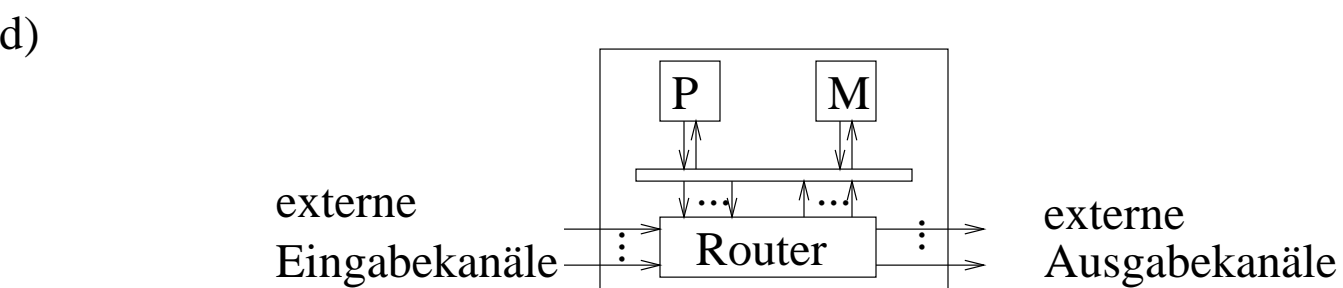 d)
P
M
...
...
externe
Eingabekanäle
...
Router
...
externe
Ausgabekanäle